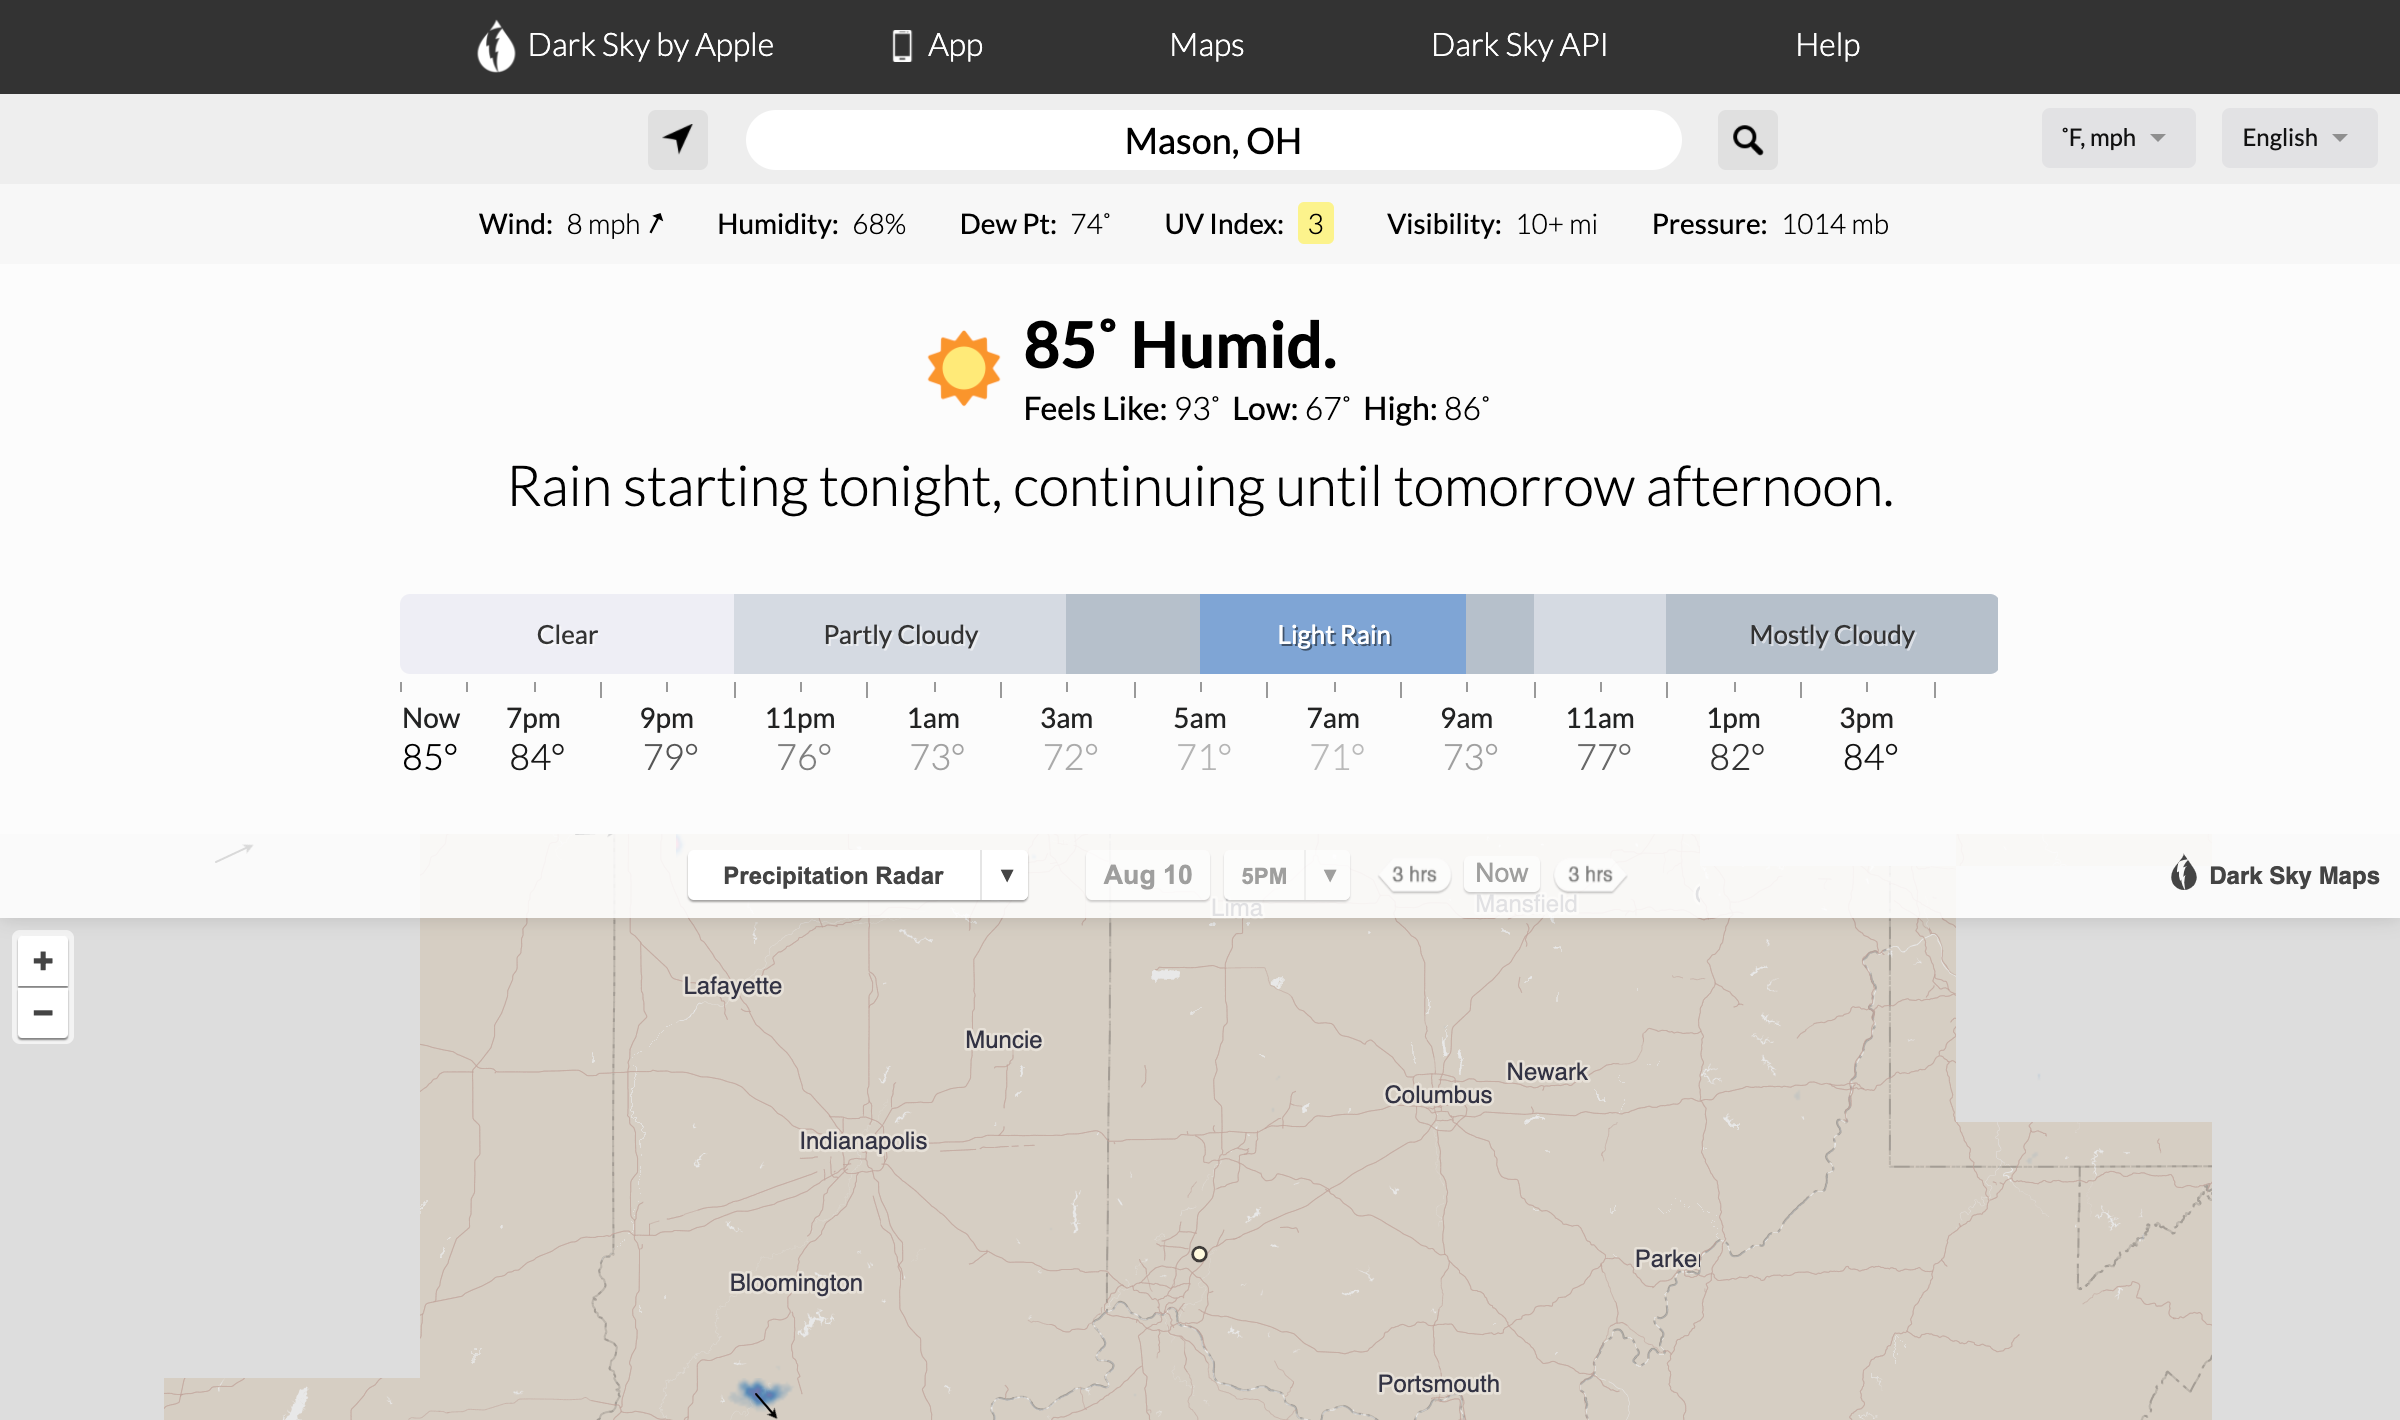 Dark Sky by Apple App Maps Dark Sky API Help
Mason, OH ˚F, mph English
Wind: 8 mph Humidity: 68% Dew Pt: 74˚ UV Index: 3 Visibility: 10+ mi Pressure: 1014 mb
85˚ Humid.
Feels Like: 93˚ Low: 67˚ High: 86˚
Rain starting tonight, continuing until tomorrow afternoon.
Clear Partly Cloudy Light Rain Mostly Cloudy
Now 7pm 9pm 11pm 1am 3am 5am 7am 9am 11am 1pm 3pm
85° 84° 79° 76° 73° 72° 71° 71° 73° 77° 82° 84°
Precipitation Radar ▼ Aug 10 5PM ▼ 3 hrs Now 3 hrs Dark Sky Maps
Lima Mansfield
+
Lafayette
−
Muncie
Newark
Columbus
Indianapolis
Parker
Bloomington
Portsmouth